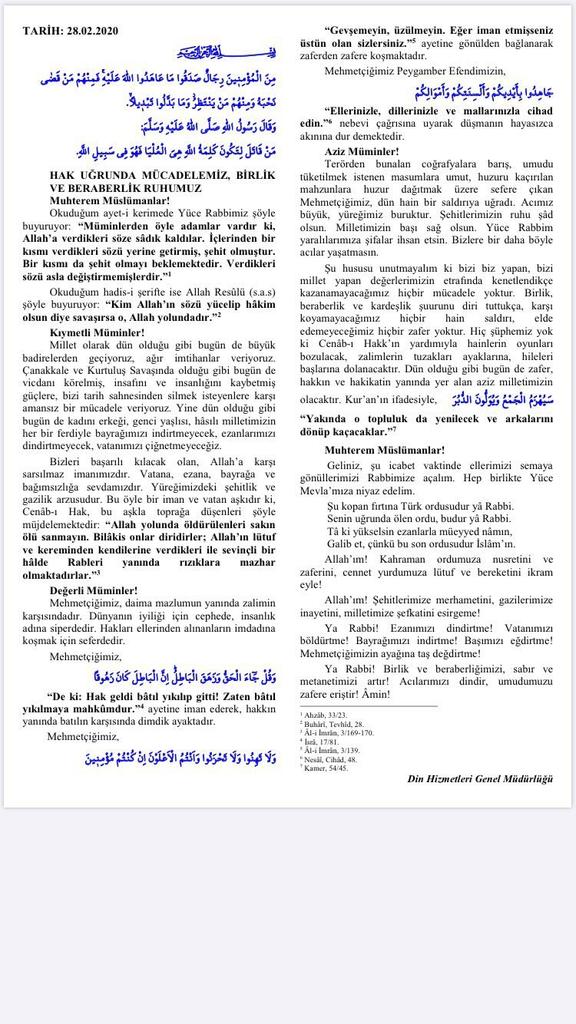 TARİH: 28.02.2020
مِنَ الْمُؤْمِنِينَ رِجَالٌ صَدَقُوا مَا عَاهَدُوا اللّٰهَ عَلَيْهِۚ فَمِنْهُمْ مَنْ قَضٰى
نَحْبَهُ وَمِنْهُمْ مَنْ يَنْتَظِرُۘ وَمَا بَدَّلُوا تَبْدِيلًاۙ.
وَقَالَ رَسُولُ اللّٰهِ صَلَّى اللّٰهُ عَلَيْهِ وَسَلَّمَ:
مَنْ قَاتَلَ لِتَكُونَ كَلِمَةُ اللّٰهِ هِيَ الْعُلْيَا فَهُوَ فِي سَبِيلِ اللّٰهِ.
HAK UĞRUNDA MÜCADELEMİZ, BİRLİK
VE BERABERLİK RUHUMUZ
Muhterem Müslümanlar!
Okuduğum ayet-i kerimede Yüce Rabbimiz şöyle
buyuruyor: “Müminlerden öyle adamlar vardır ki,
Allah’a verdikleri söze sâdık kaldılar. İçlerinden bir
kısmı verdikleri sözü yerine getirmiş, şehit olmuştur.
Bir kısmı da şehit olmayı beklemektedir. Verdikleri
sözü asla değiştirmemişlerdir.”1
Okuduğum hadis-i şerifte ise Allah Resûlü (s.a.s)
şöyle buyuruyor: “Kim Allah’ın sözü yücelip hâkim
olsun diye savaşırsa o, Allah yolundadır.”2
Kıymetli Müminler!
Millet olarak dün olduğu gibi bugün de büyük
badirelerden geçiyoruz, ağır imtihanlar veriyoruz.
Çanakkale ve Kurtuluş Savaşında olduğu gibi bugün de
vicdanı körelmiş, insafını ve insanlığını kaybetmiş
güçlere, bizi tarih sahnesinden silmek isteyenlere karşı
amansız bir mücadele veriyoruz. Yine dün olduğu gibi
bugün de kadını erkeği, genci yaşlısı, hâsılı milletimizin
her bir ferdiyle bayrağımızı indirtmeyecek, ezanlarımızı
dindirtmeyecek, vatanımızı çiğnetmeyeceğiz.
Bizleri başarılı kılacak olan, Allah’a karşı
sarsılmaz imanımızdır. Vatana, ezana, bayrağa ve
bağımsızlığa sevdamızdır. Yüreğimizdeki şehitlik ve
gazilik arzusudur. Bu öyle bir iman ve vatan aşkıdır ki,
Cenâb-ı Hak, bu aşkla toprağa düşenleri şöyle
müjdelemektedir: “Allah yolunda öldürülenleri sakın
ölü sanmayın. Bilâkis onlar diridirler; Allah’ın lütuf
ve kereminden kendilerine verdikleri ile sevinçli bir
hâlde Rableri yanında rızıklara mazhar
olmaktadırlar.”3
Değerli Müminler!
Mehmetçiğimiz, daima mazlumun yanında zalimin
karşısındadır. Dünyanın iyiliği için cephede, insanlık
adına siperdedir. Hakları ellerinden alınanların imdadına
koşmak için seferdedir.
Mehmetçiğimiz,
وَقُلْ جَٓاءَ الْحَقُّ وَزَهَقَ الْبَاطِلُۜ اِنَّ الْبَاطِلَ كَانَ زَهُوقًا
“De ki: Hak geldi bâtıl yıkılıp gitti! Zaten bâtıl
yıkılmaya mahkûmdur.”4 ayetine iman ederek, hakkın
yanında batılın karşısında dimdik ayaktadır.
Mehmetçiğimiz,
وَلَا تَهِنُوا وَلَا تَحْزَنُوا وَاَنْتُمُ الْاَعْلَوْنَ اِنْ كُنْتُمْ مُؤْمِنِينَ
“Gevşemeyin, üzülmeyin. Eğer iman etmişseniz
üstün olan sizlersiniz.”5 ayetine gönülden bağlanarak
zaferden zafere koşmaktadır.
Mehmetçiğimiz Peygamber Efendimizin,
جَاهِدُوا بِأَيْدِيكُمْ وَأَلْسِنَتِكُمْ وَأَمْوَالِكُمْ
“Ellerinizle, dillerinizle ve mallarınızla cihad
edin.”6 nebevi çağrısına uyarak düşmanın hayasızca
akınına dur demektedir.
Aziz Müminler!
Terörden bunalan coğrafyalara barış, umudu
tüketilmek istenen masumlara umut, huzuru kaçırılan
mahzunlara huzur dağıtmak üzere sefere çıkan
Mehmetçiğimiz, dün hain bir saldırıya uğradı. Acımız
büyük, yüreğimiz buruktur. Şehitlerimizin ruhu şâd
olsun. Milletimizin başı sağ olsun. Yüce Rabbim
yaralılarımıza şifalar ihsan etsin. Bizlere bir daha böyle
acılar yaşatmasın.
Şu hususu unutmayalım ki bizi biz yapan, bizi
millet yapan değerlerimizin etrafında kenetlendikçe
kazanamayacağımız hiçbir mücadele yoktur. Birlik,
beraberlik ve kardeşlik şuurunu diri tuttukça, karşı
koyamayacağımız hiçbir hain saldırı, elde
edemeyeceğimiz hiçbir zafer yoktur. Hiç şüphemiz yok
ki Cenâb-ı Hakk’ın yardımıyla hainlerin oyunları
bozulacak, zalimlerin tuzakları ayaklarına, hileleri
başlarına dolanacaktır. Dün olduğu gibi bugün de zafer,
hakkın ve hakikatin yanında yer alan aziz milletimizin
olacaktır. Kur’an’ın ifadesiyle, سَيُهْزَمُ الْجَمْعُ وَيُوَلُّونَ الدُّبُرَ
“Yakında o topluluk da yenilecek ve arkalarını
dönüp kaçacaklar.”7
Muhterem Müslümanlar!
Geliniz, şu icabet vaktinde ellerimizi semaya
gönüllerimizi Rabbimize açalım. Hep birlikte Yüce
Mevla’mıza niyaz edelim.
Şu kopan fırtına Türk ordusudur yâ Rabbi.
Senin uğrunda ölen ordu, budur yâ Rabbi.
Tâ ki yükselsin ezanlarla müeyyed nâmın,
Galib et, çünkü bu son ordusudur İslâm’ın.
Allah’ım! Kahraman ordumuza nusretini ve
zaferini, cennet yurdumuza lütuf ve bereketini ikram
eyle!
Allah’ım! Şehitlerimize merhametini, gazilerimize
inayetini, milletimize şefkatini esirgeme!
Ya Rabbi! Ezanımızı dindirtme! Vatanımızı
böldürtme! Bayrağımızı indirtme! Başımızı eğdirtme!
Mehmetçiğimizin ayağına taş değdirtme!
Ya Rabbi! Birlik ve beraberliğimizi, sabır ve
metanetimizi artır! Acılarımızı dindir, umudumuzu
zafere eriştir! Âmin!
1 Ahzâb, 33/23.
2 Buhârî, Tevhîd, 28.
3 Âl-i İmrân, 3/169-170.
4 İsrâ, 17/81.
5 Âl-i İmrân, 3/139.
6 Nesâî, Cihâd, 48.
7 Kamer, 54/45.
Din Hizmetleri Genel Müdürlüğü